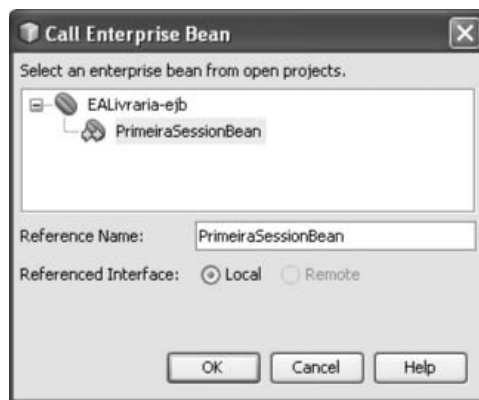 Call Enterprise Bean
Select an enterprise bean from open projects.
EALivraria-ejb
PrimeiraSessionBean
Reference Name: PrimeiraSessionBean
Referenced Interface: Local Remote
OK Cancel Help